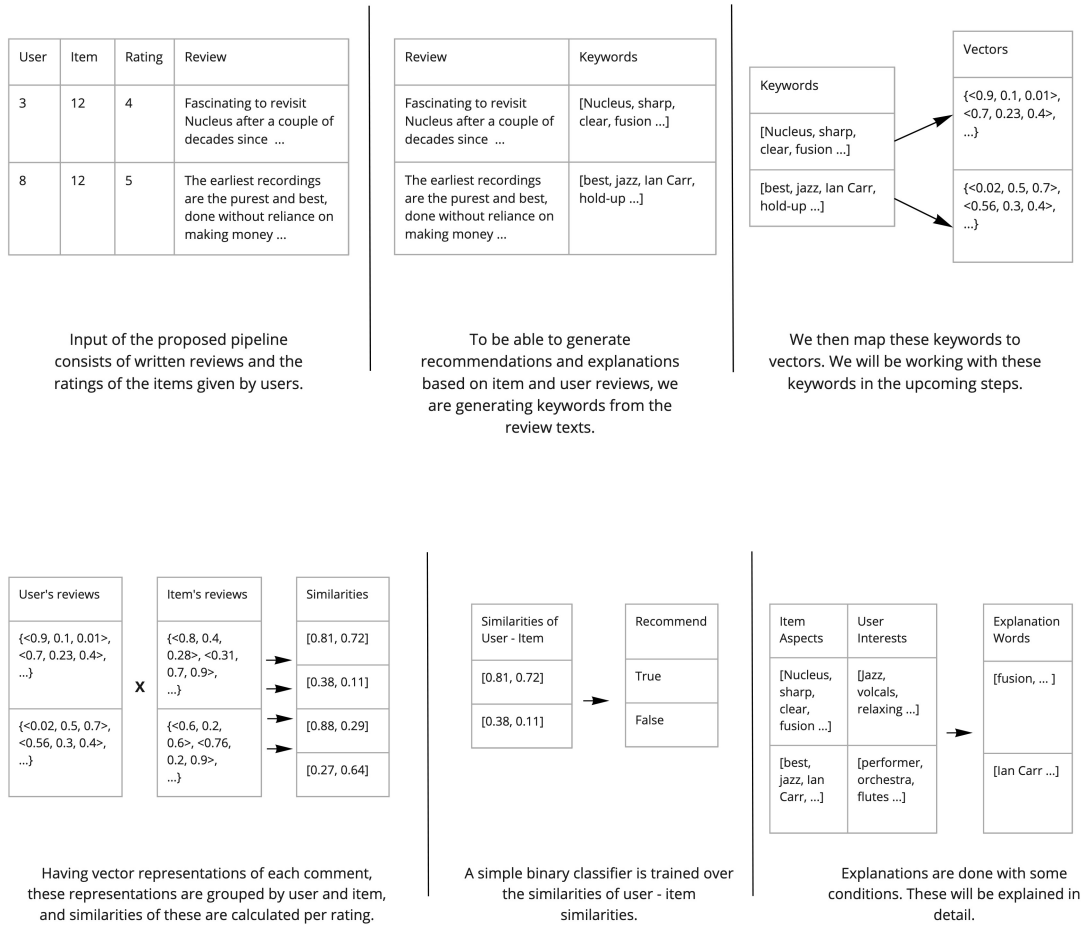 User Item Rating Review
3 12 4 Fascinating to revisit
Nucleus after a couple of
decades since ...
8 12 5 The earliest recordings
are the purest and best,
done without reliance on
making money ...
Input of the proposed pipeline
consists of written reviews and the
ratings of the items given by users.
Review Keywords
Fascinating to revisit [Nucleus, sharp,
Nucleus after a couple of clear, fusion ...]
decades since ...
The earliest recordings [best, jazz, Ian Carr,
are the purest and best, hold-up ...]
done without reliance on
making money ...
To be able to generate
recommendations and explanations
based on item and user reviews, we
are generating keywords from the
review texts.
Keywords
[Nucleus, sharp,
clear, fusion ...]
[best, jazz, Ian Carr,
hold-up ...]
Vectors
{<0.9, 0.1, 0.01>,
<0.7, 0.23, 0.4>,
...}
{<0.02, 0.5, 0.7>,
<0.56, 0.3, 0.4>,
...}
We then map these keywords to
vectors. We will be working with these
keywords in the upcoming steps.
User's reviews
{<0.9, 0.1, 0.01>,
<0.7, 0.23, 0.4>,
...}
{<0.02, 0.5, 0.7>,
<0.56, 0.3, 0.4>,
...}
X
Item's reviews
{<0.8, 0.4,
0.28>, <0.31,
0.7, 0.9>,
...}
{<0.6, 0.2,
0.6>, <0.76,
0.2, 0.9>,
...}
Similarities
[0.81, 0.72]
[0.38, 0.11]
[0.88, 0.29]
[0.27, 0.64]
Having vector representations of each comment,
these representations are grouped by user and item,
and similarities of these are calculated per rating.
Similarities of
User - Item
[0.81, 0.72]
[0.38, 0.11]
Recommend
True
False
A simple binary classifier is trained over
the similarities of user - item
similarities.
Item
Aspects
[Nucleus,
sharp,
clear,
fusion ...]
[best,
jazz, Ian
Carr, ...]
User
Interests
[Jazz,
volcals,
relaxing ...]
[performer,
orchestra,
flutes ...]
Explanation
Words
[fusion, ... ]
[Ian Carr ...]
Explanations are done with some
conditions. These will be explained in
detail.